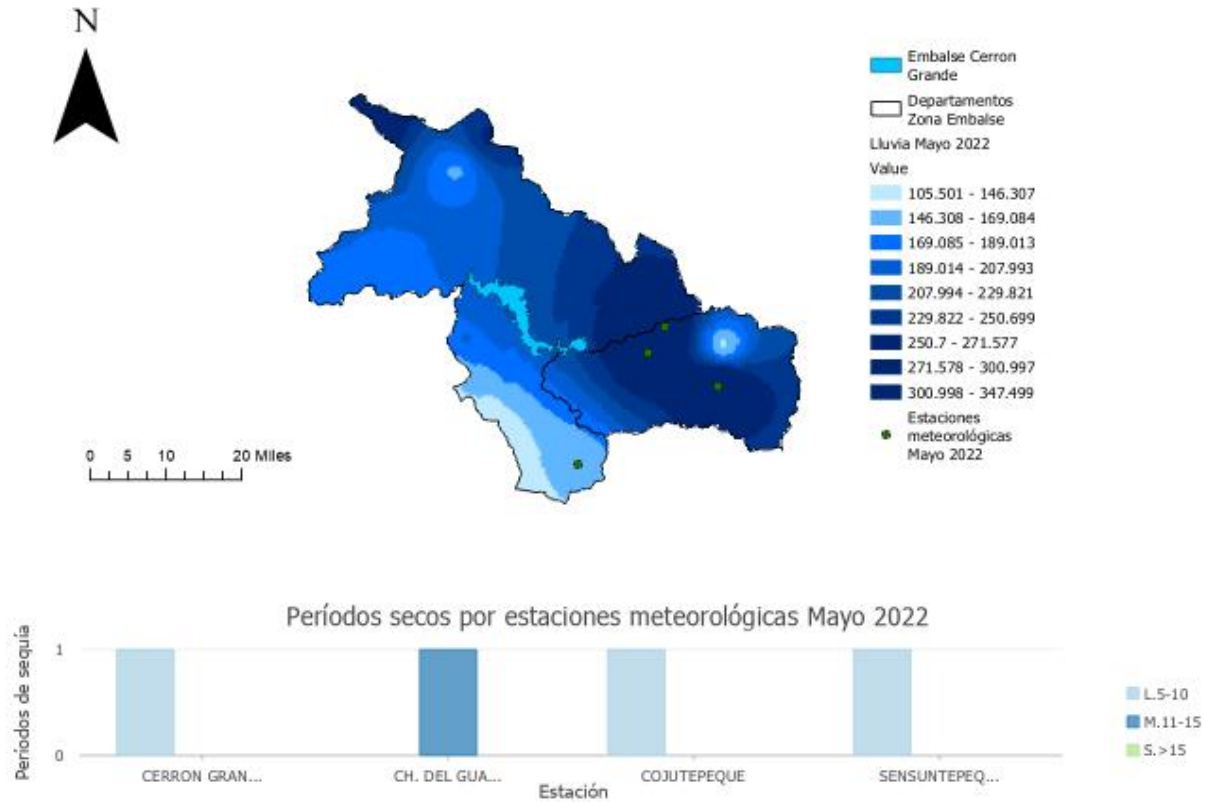 N
Embalse Cerron
Grande
Departamentos
Zona Embalse
Lluvia Mayo 2022
Value
105.501 - 146.307
146.308 - 169.084
169.085 - 189.013
189.014 - 207.993
207.994 - 229.821
229.822 - 250.699
250.7 - 271.577
271.578 - 300.997
300.998 - 347.499
Estaciones
meteorológicas
Mayo 2022
0 5 10 20 Miles
Períodos secos por estaciones meteorológicas Mayo 2022
Períodos de sequía
1
0
CERRON GRAN...
CH. DEL GUA...
COJUTEPEQUE
SENSUNTEPEQ...
Estación
L.5-10
M.11-15
S.>15